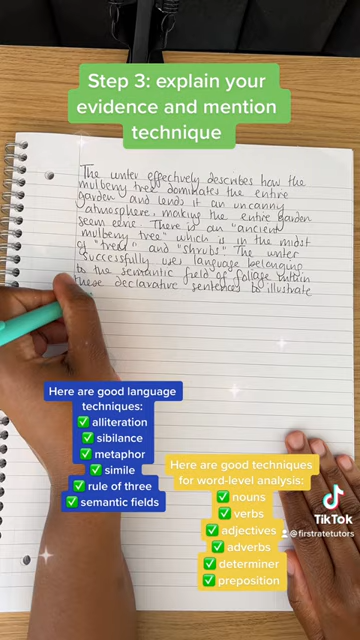 Step 3: explain your
evidence and mention
technique
The writer effectively describes how the
mulberry tree dominates the entire
garden and lends it an uncanny
atmosphere, making the entire garden
seem eerie. There is an "ancient
mulberry tree" which is in the midst
of "trees" and "shrubs". The writer
successfully uses language belonging
to the semantic field of foliage within
these declarative sentences to illustrate
Here are good language
techniques:
✅ alliteration
✅ sibilance
✅ metaphor
✅ simile
✅ rule of three
✅ semantic fields
Here are good techniques
for word-level analysis:
✅ nouns
✅ verbs
✅ adjectives
✅ adverbs
✅ determiner
✅ preposition
TikTok
@firstratetutors